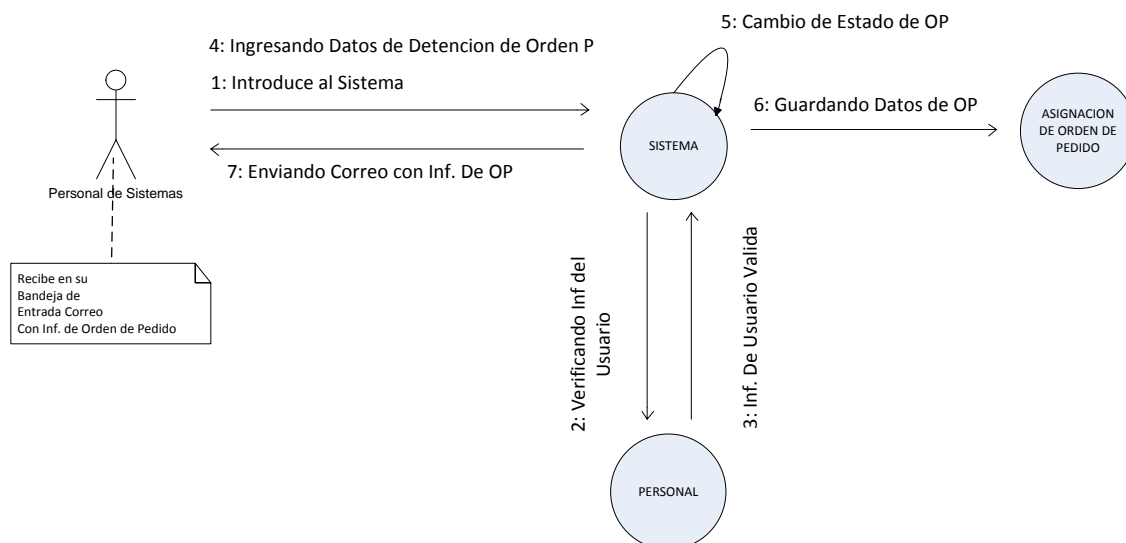 5: Cambio de Estado de OP
4: Ingresando Datos de Detencion de Orden P
1: Introduce al Sistema
6: Guardando Datos de OP
ASIGNACION
DE ORDEN DE
PEDIDO
SISTEMA
7: Enviando Correo con Inf. De OP
Personal de Sistemas
Recibe en su
Bandeja de
Entrada Correo
Con Inf. de Orden de Pedido
2: Verificando Inf del
Usuario
3: Inf. De Usuario Valida
PERSONAL